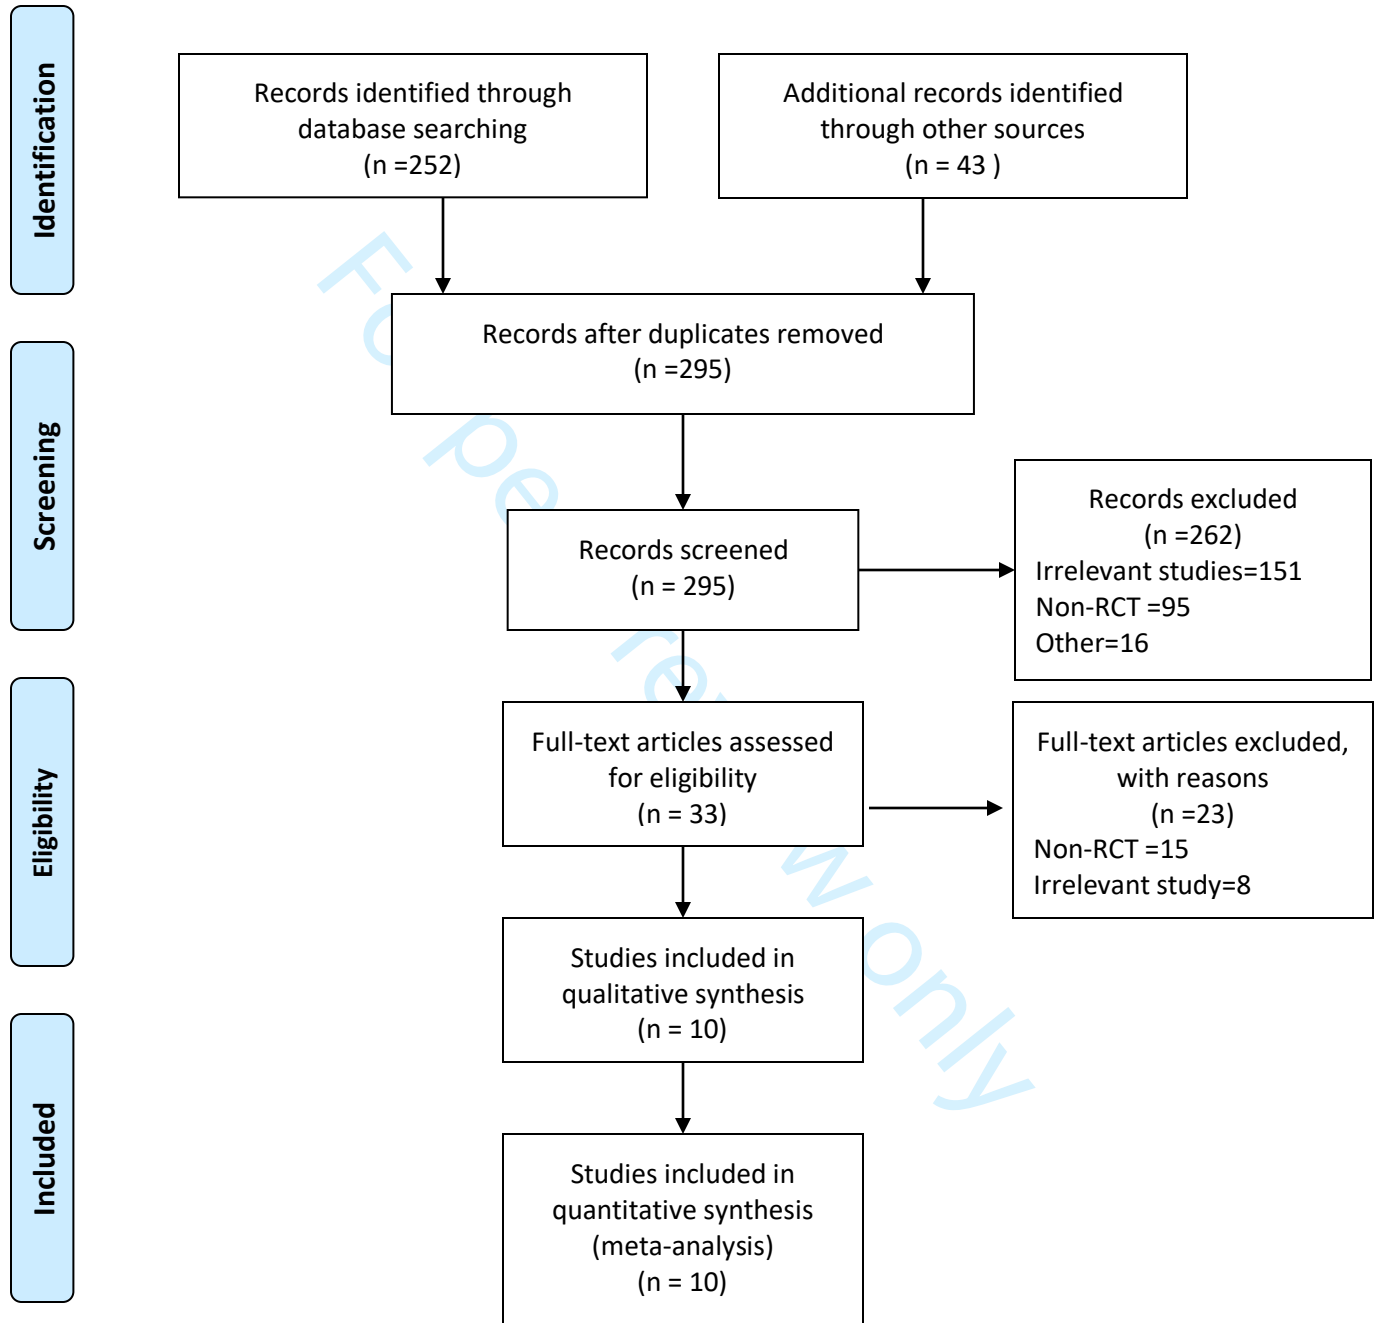 Identification
Records identified through
database searching
(n =252)
Additional records identified
through other sources
(n = 43 )
Records after duplicates removed
(n =295)
Screening
Records screened
(n = 295)
Records excluded
(n =262)
Irrelevant studies=151
Non-RCT =95
Other=16
Eligibility
Full-text articles assessed
for eligibility
(n = 33)
Full-text articles excluded,
with reasons
(n =23)
Non-RCT =15
Irrelevant study=8
Studies included in
qualitative synthesis
(n = 10)
Included
Studies included in
quantitative synthesis
(meta-analysis)
(n = 10)
For peer review only